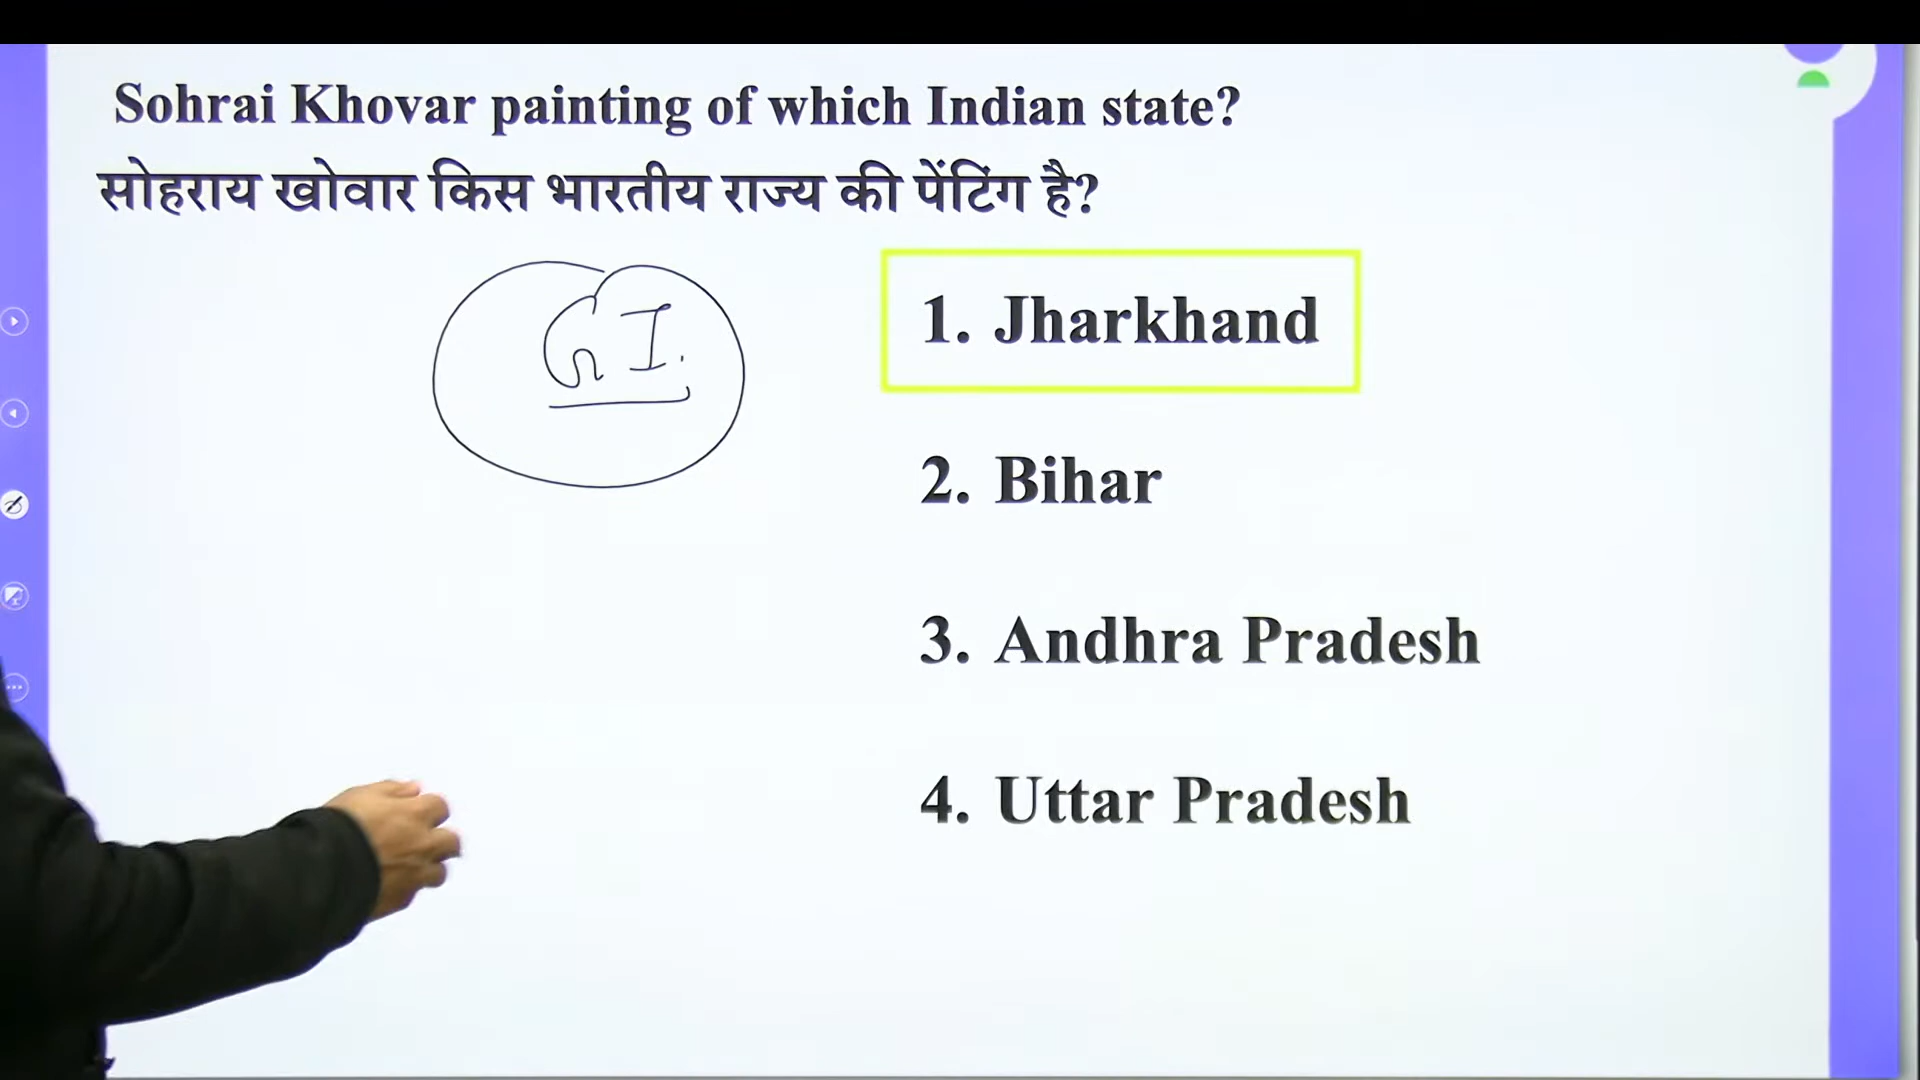 Sohrai Khovar painting of which Indian state?
सोहराय खोवार किस भारतीय राज्य की पेंटिंग है?
GI.
1. Jharkhand
2. Bihar
3. Andhra Pradesh
4. Uttar Pradesh